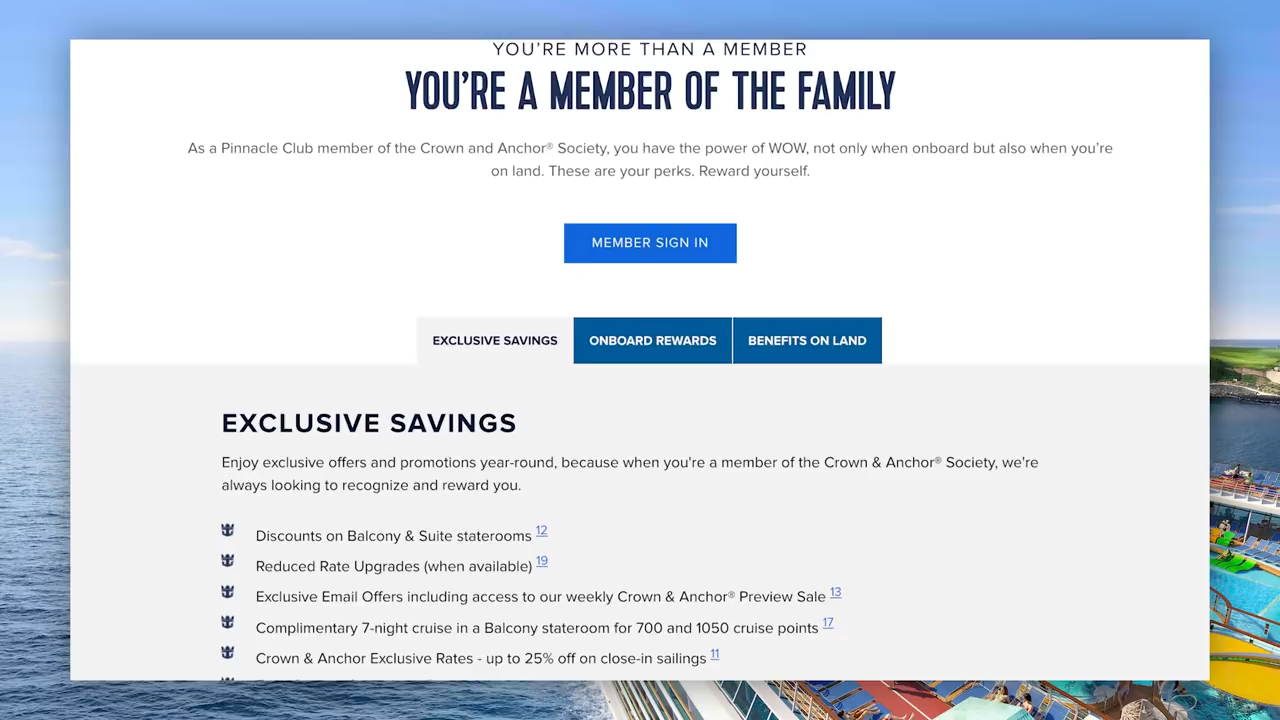 YOU'RE MORE THAN A MEMBER
YOU'RE A MEMBER OF THE FAMILY
As a Pinnacle Club member of the Crown and Anchor® Society, you have the power of WOW, not only when onboard but also when you're
on land. These are your perks. Reward yourself.
MEMBER SIGN IN
EXCLUSIVE SAVINGS ONBOARD REWARDS BENEFITS ON LAND
EXCLUSIVE SAVINGS
Enjoy exclusive offers and promotions year-round, because when you're a member of the Crown & Anchor® Society, we're
always looking to recognize and reward you.
Discounts on Balcony & Suite staterooms 12
Reduced Rate Upgrades (when available) 19
Exclusive Email Offers including access to our weekly Crown & Anchor® Preview Sale 13
Complimentary 7-night cruise in a Balcony stateroom for 700 and 1050 cruise points 17
Crown & Anchor Exclusive Rates - up to 25% off on close-in sailings 11